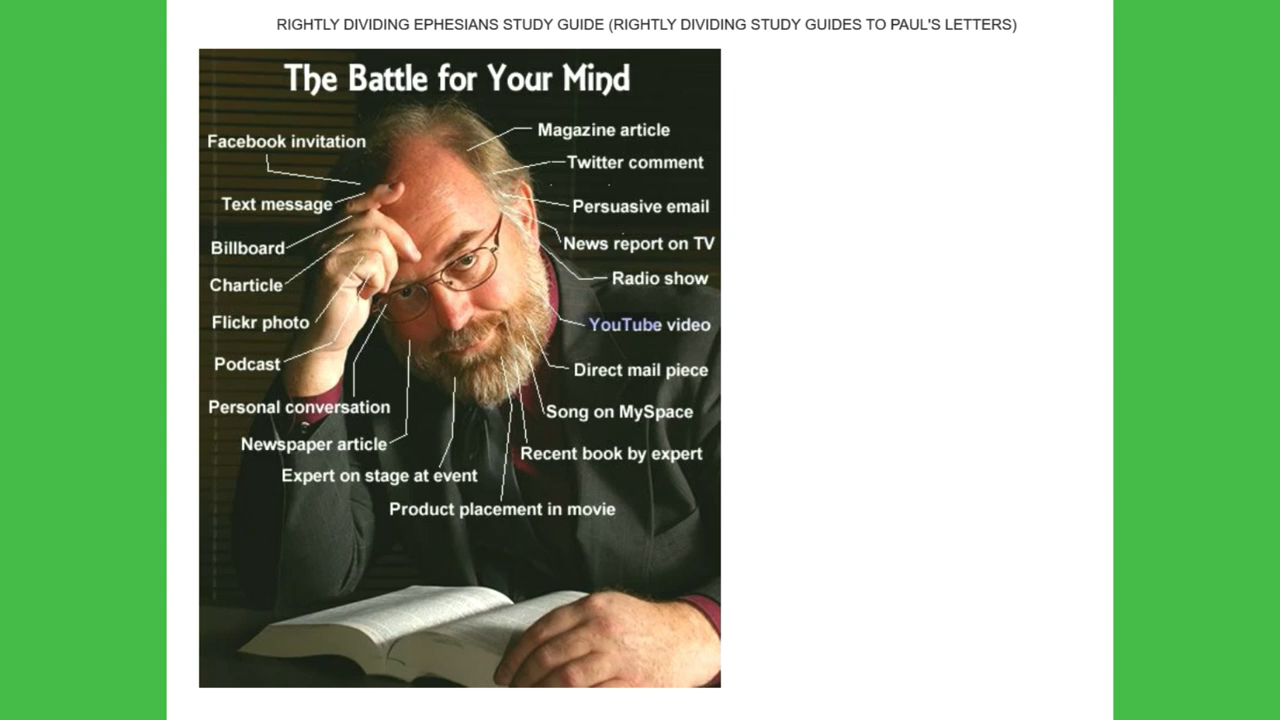 RIGHTLY DIVIDING EPHESIANS STUDY GUIDE (RIGHTLY DIVIDING STUDY GUIDES TO PAUL'S LETTERS)
The Battle for Your Mind
Facebook invitation
Text message
Billboard
Charticle
Flickr photo
Podcast
Personal conversation
Newspaper article
Expert on stage at event
Product placement in movie
Magazine article
Twitter comment
Persuasive email
News report on TV
Radio show
YouTube video
Direct mail piece
Song on MySpace
Recent book by expert